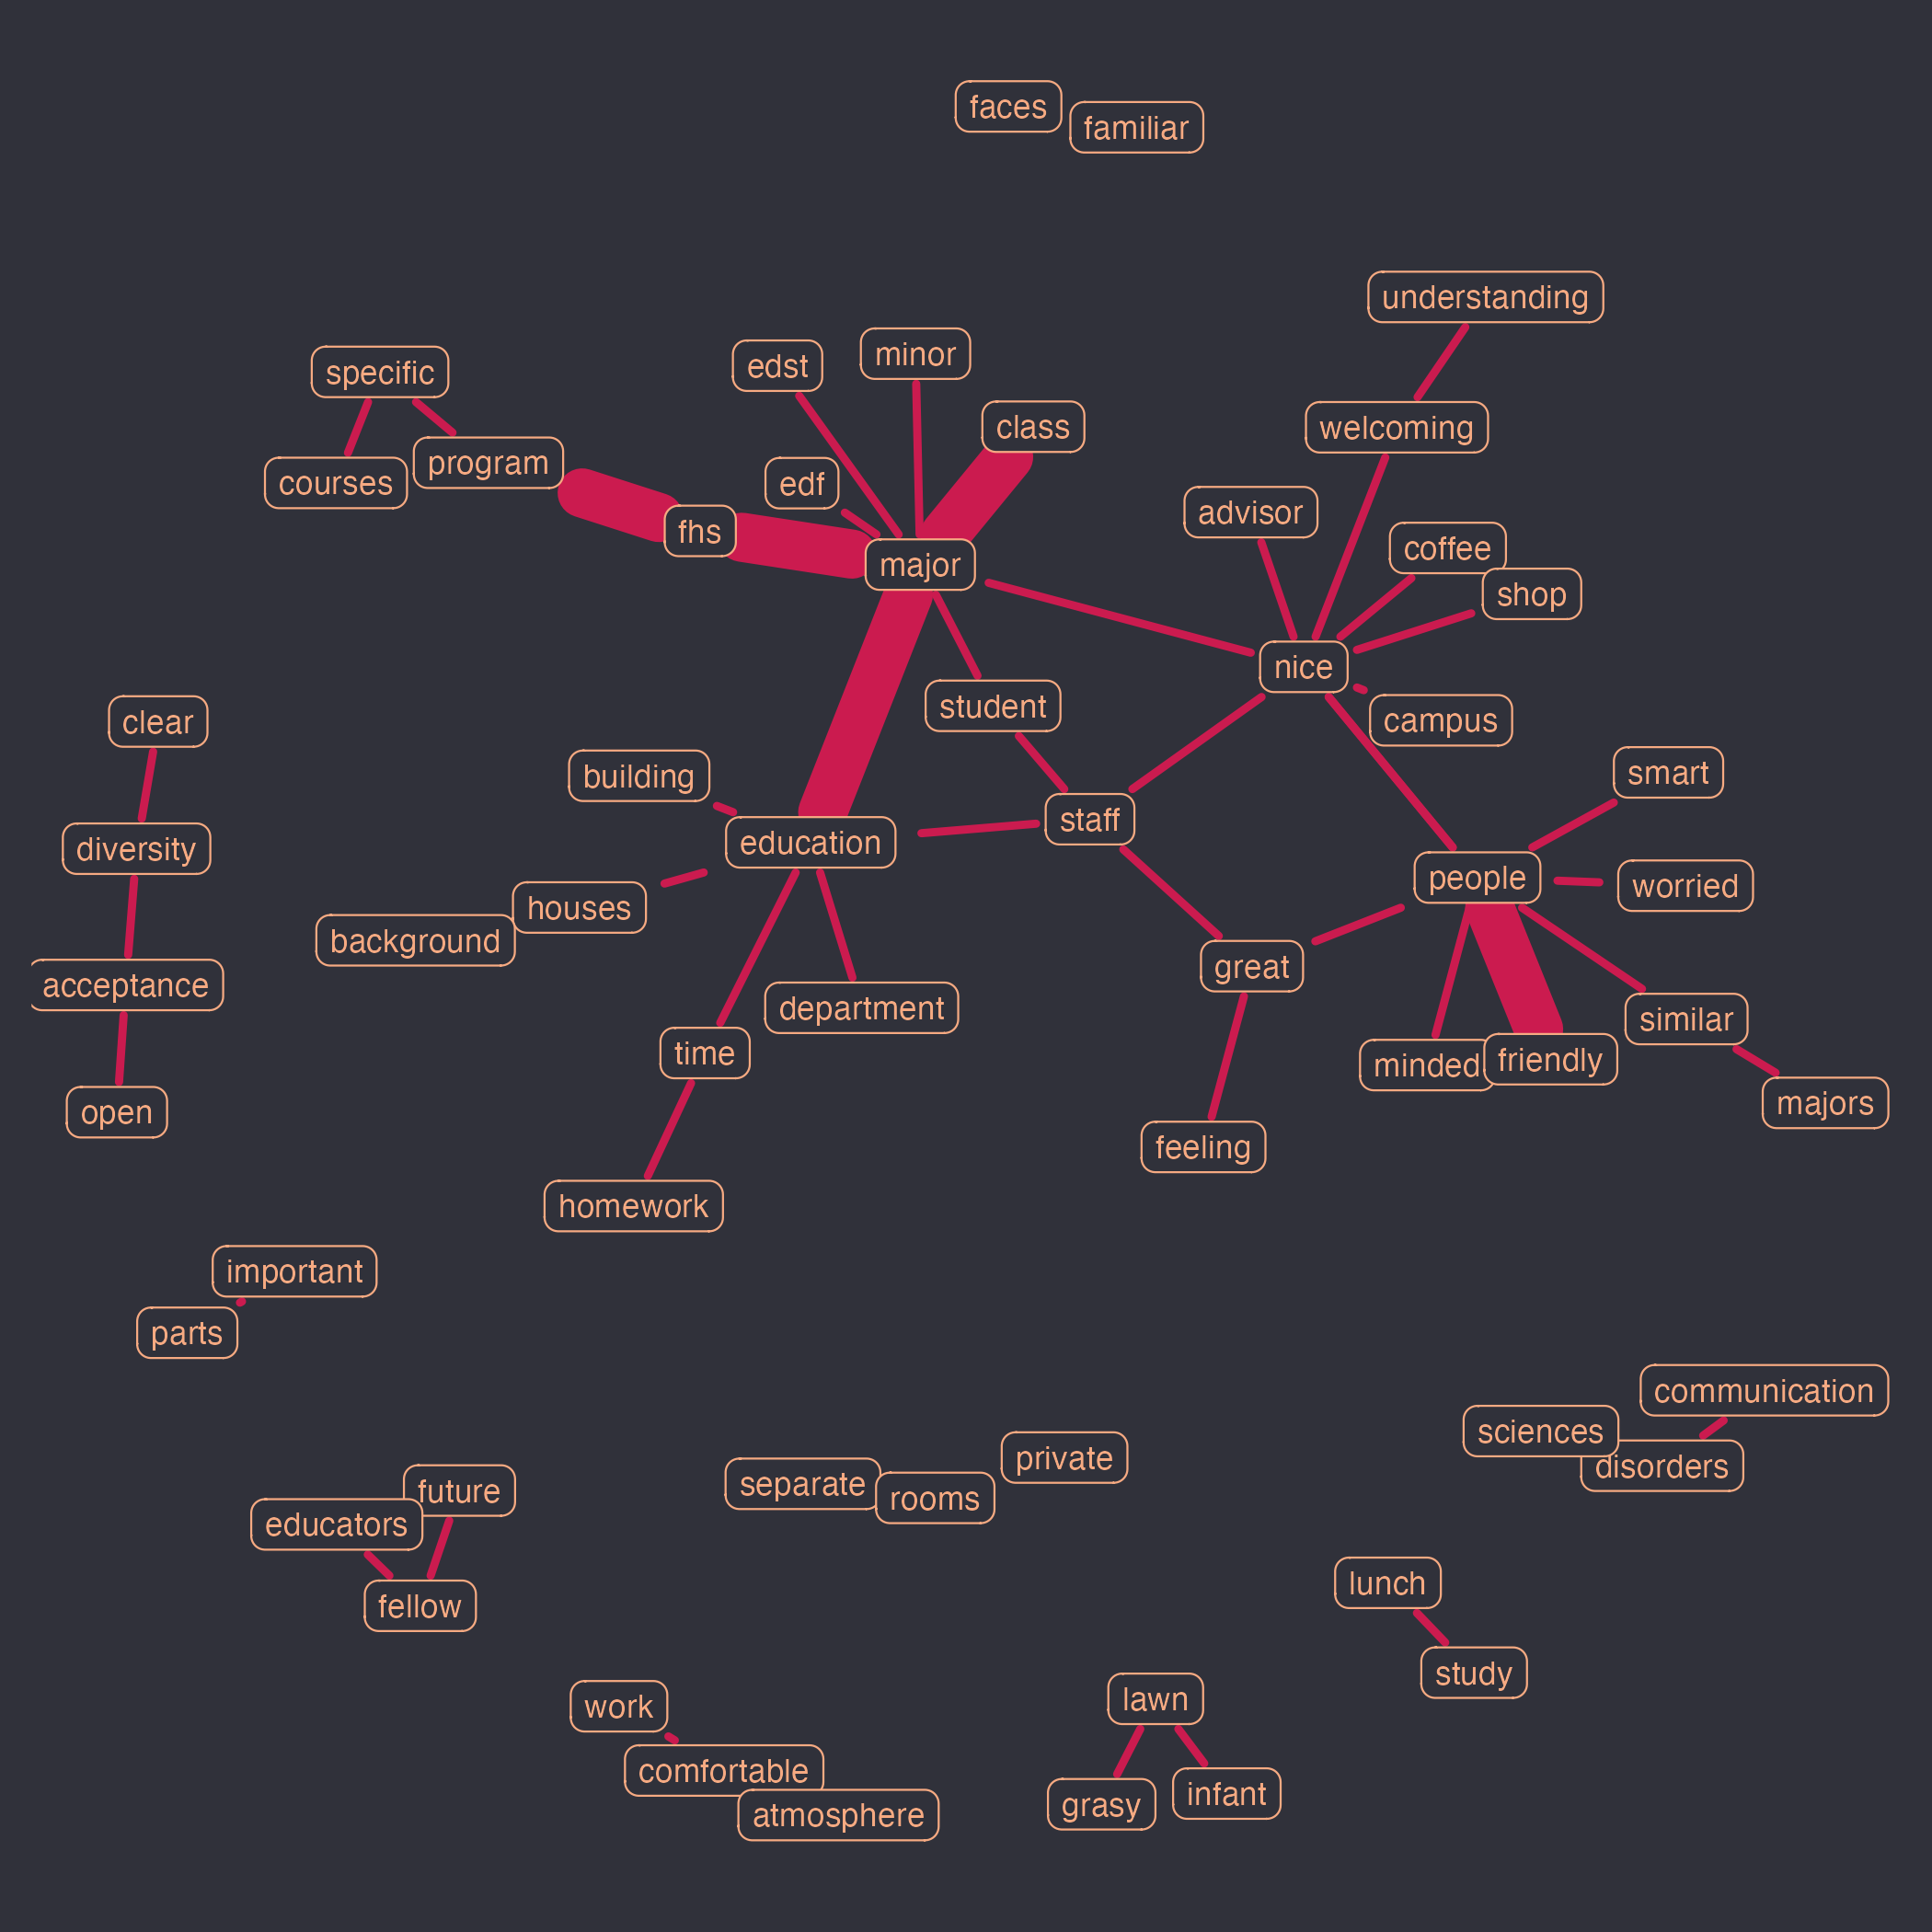 faces
familiar
understanding
minor
edst
specific
class
welcoming
program
courses
edf
advisor
fhs
coffee
major
shop
nice
student
campus
clear
smart
building
staff
education
diversity
people
worried
houses
background
great
acceptance
department
similar
time
friendly
minded
majors
open
feeling
homework
important
parts
communication
sciences
disorders
private
separate
rooms
future
educators
lunch
fellow
study
lawn
work
comfortable
infant
grasy
atmosphere